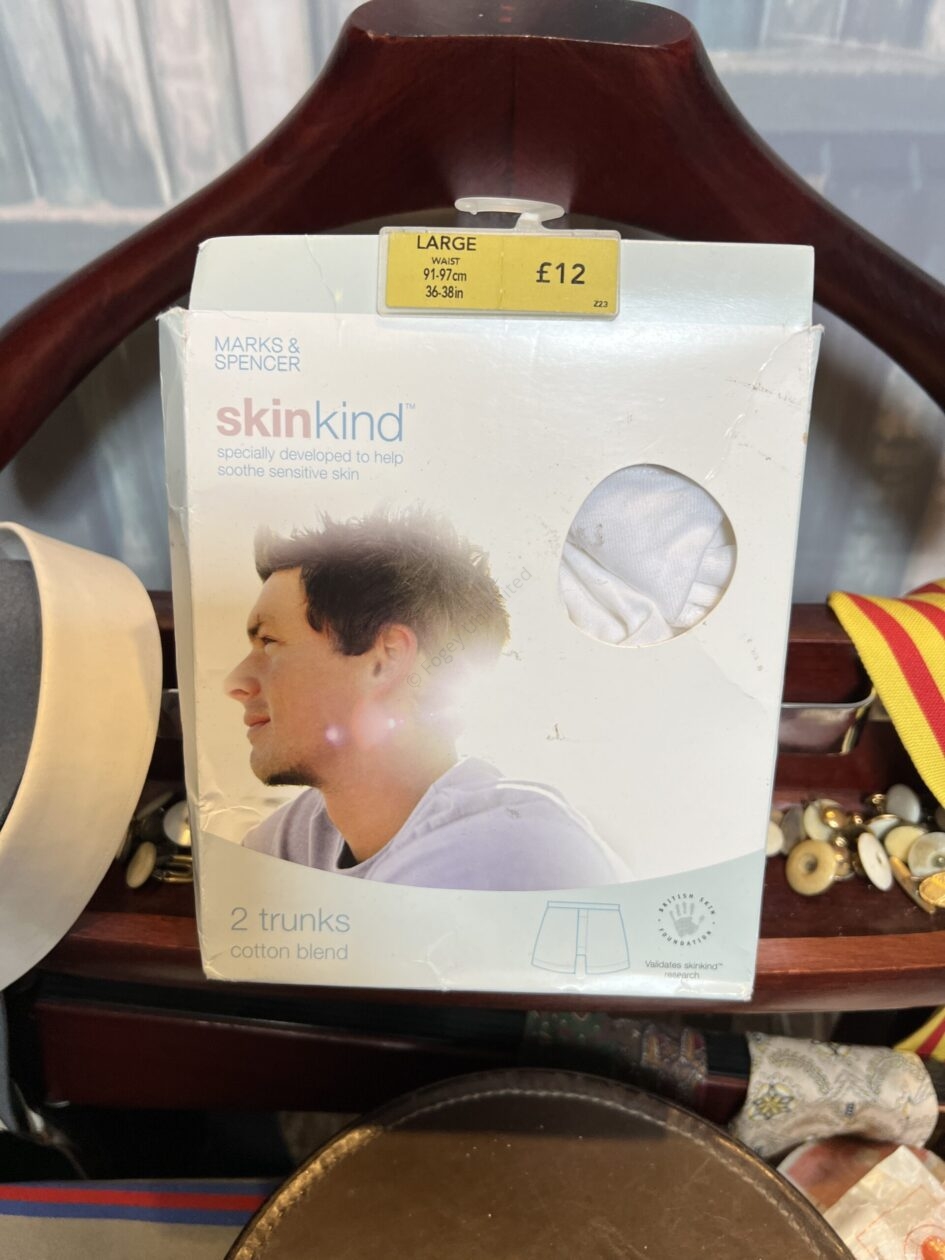 LARGE
WAIST
91-97cm
36-38in
£12
Z23
MARKS &
SPENCER
skinkind™
specially developed to help
soothe sensitive skin
2 trunks
cotton blend
BRITISH SKIN
FOUNDATION
Validates skinkind™
research